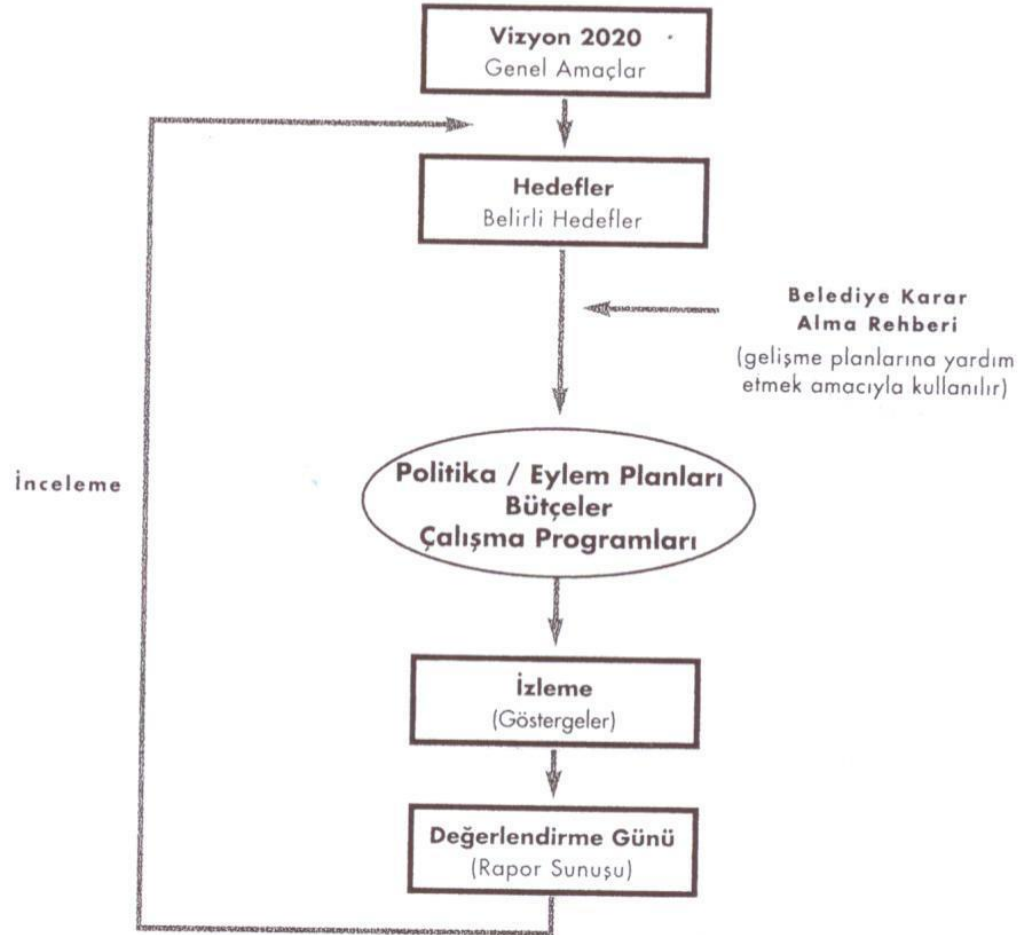 Vizyon 2020
Genel Amaçlar
Hedefler
Belirli Hedefler
Belediye Karar
Alma Rehberi
(gelişme planlarına yardım
etmek amacıyla kullanılır)
İnceleme
Politika / Eylem Planları
Bütçeler
Çalışma Programları
İzleme
(Göstergeler)
Değerlendirme Günü
(Rapor Sunuşu)